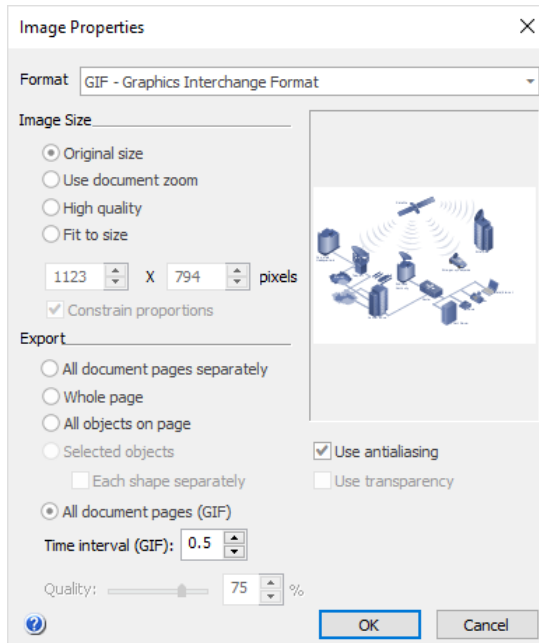 Image Properties
Format GIF - Graphics Interchange Format
Image Size
Original size
Use document zoom
High quality
Fit to size
1123 X 794 pixels
Constrain proportions
Export
All document pages separately
Whole page
All objects on page
Selected objects
Use antialiasing
Each shape separately
Use transparency
All document pages (GIF)
Time interval (GIF): 0.5
Quality: 75 %
? OK Cancel